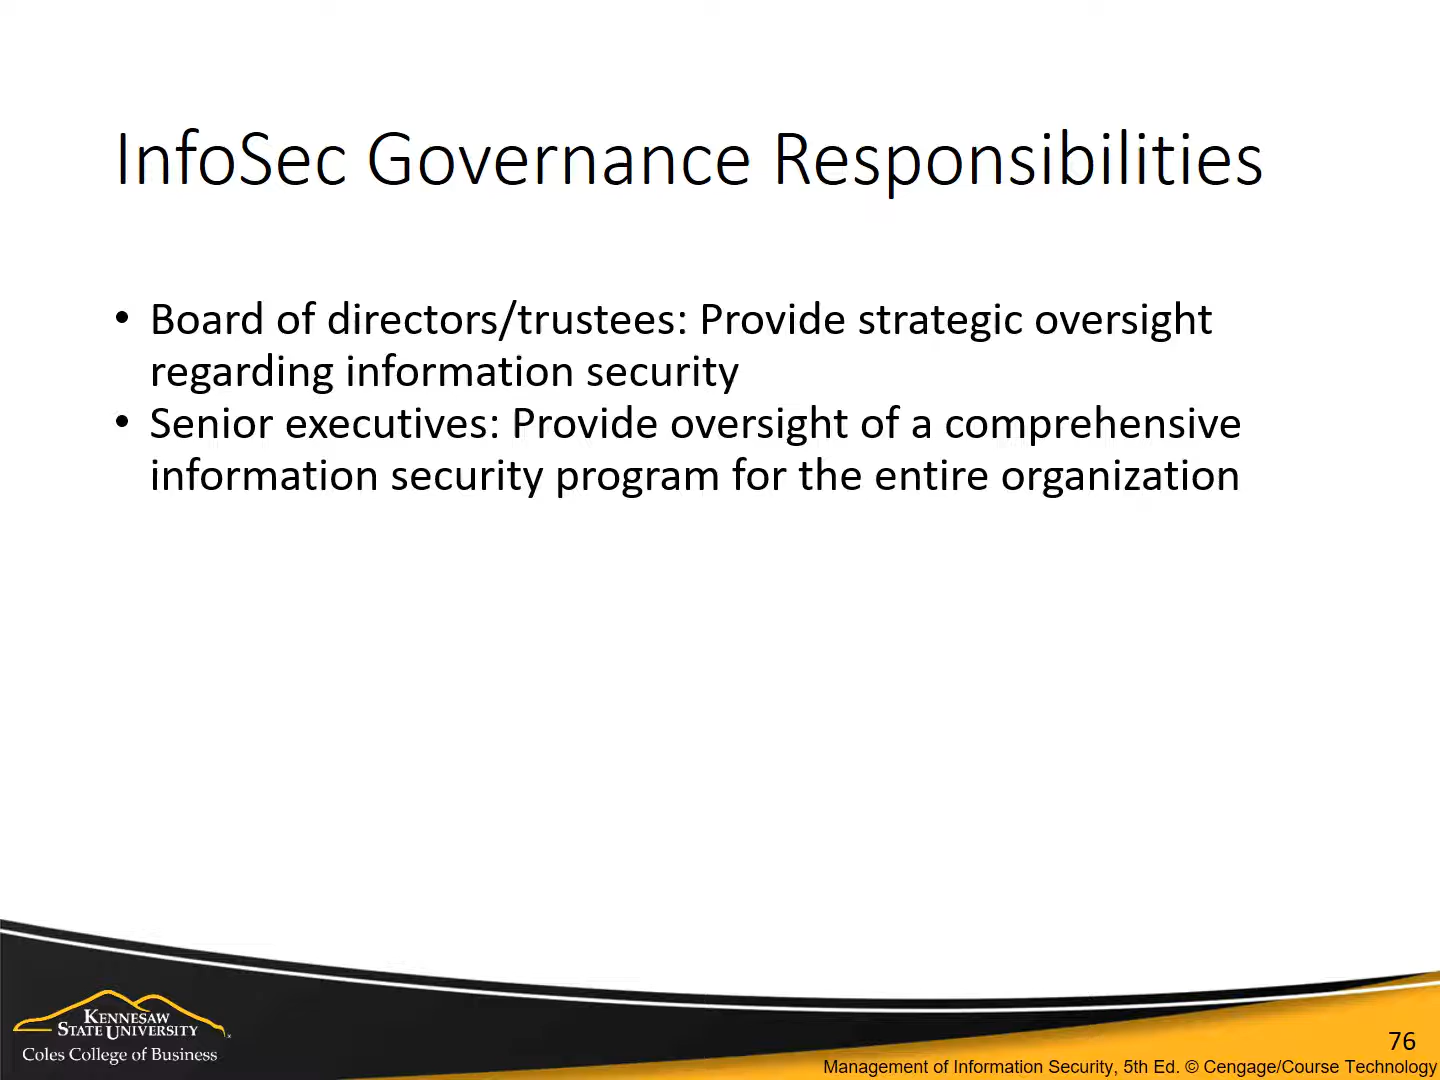 InfoSec Governance Responsibilities
• Board of directors/trustees: Provide strategic oversight
regarding information security
• Senior executives: Provide oversight of a comprehensive
information security program for the entire organization
KENNESAW
STATE UNIVERSITY
Coles College of Business
76
Management of Information Security, 5th Ed. © Cengage/Course Technology